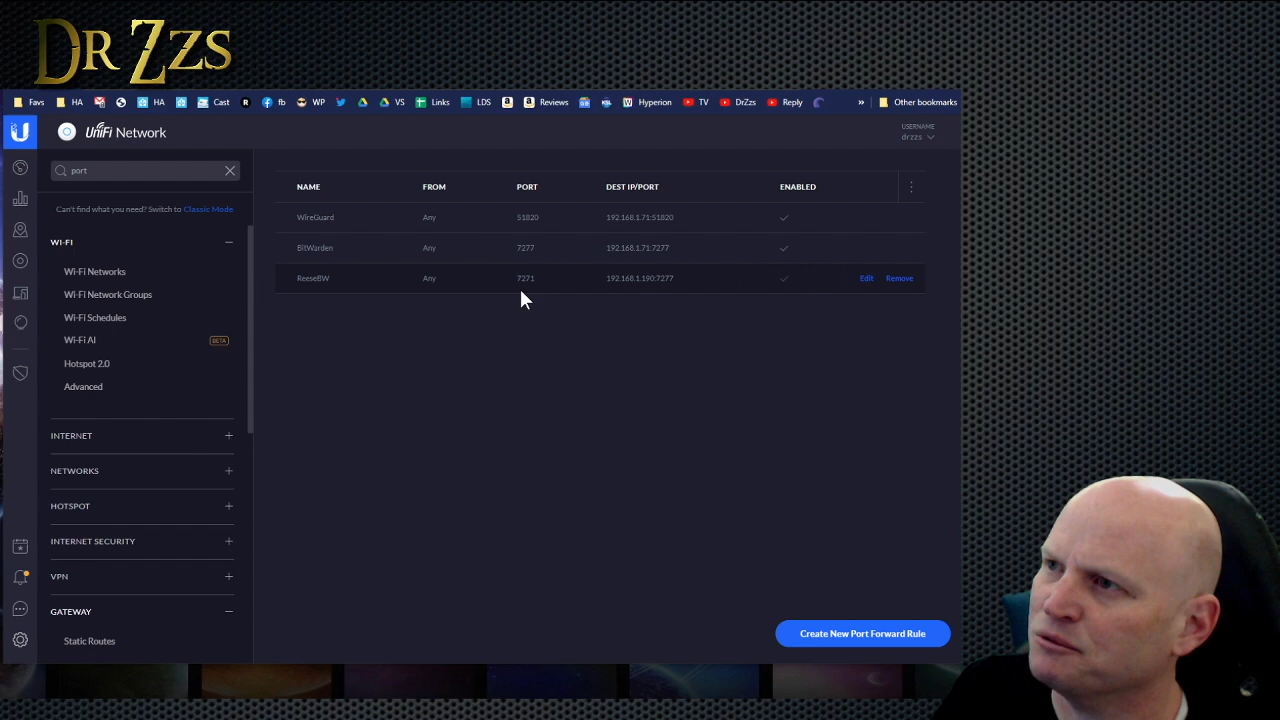 DR ZZS
Favs HA HA Cast fb WP VS Links LDS Reviews Hyperion TV DrZzs Reply » Other bookmarks
UniFi Network
USERNAME
drzzs
port
Can't find what you need? Switch to Classic Mode
WI-FI
Wi-Fi Networks
Wi-Fi Network Groups
Wi-Fi Schedules
Wi-Fi AI BETA
Hotspot 2.0
Advanced
INTERNET
NETWORKS
HOTSPOT
INTERNET SECURITY
VPN
GATEWAY
Static Routes
NAME FROM PORT DEST IP/PORT ENABLED
WireGuard Any 51820 192.168.1.71:51820
BitWarden Any 7277 192.168.1.71:7277
ReeseBW Any 7271 192.168.1.190:7277 Edit Remove
Create New Port Forward Rule